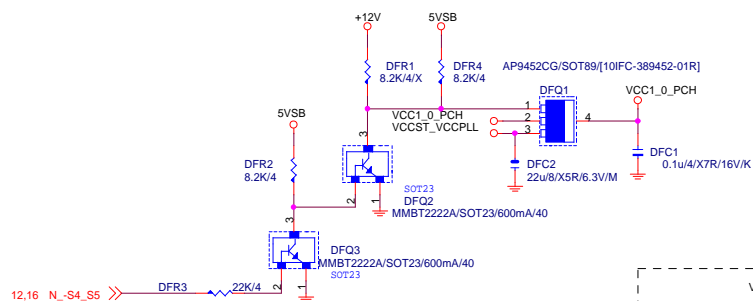 +12V
5VSB
DFR1
8.2K/4/X
DFR4
8.2K/4
AP9452CG/SOT89/[10IFC-389452-01R]
DFQ1
VCC1_0_PCH
1
VCC1_0_PCH
2
4
VCCST_VCCPLL
3
5VSB
3
DFC2
22u/8/X5R/6.3V/M
DFC1
0.1u/4/X7R/16V/K
DFR2
8.2K/4
SOT23
2
1
DFQ2
MMBT2222A/SOT23/600mA/40
3
DFQ3
MMBT2222A/SOT23/600mA/40
SOT23
12,16 N_-S4_S5
DFR3
22K/4
2
1
V